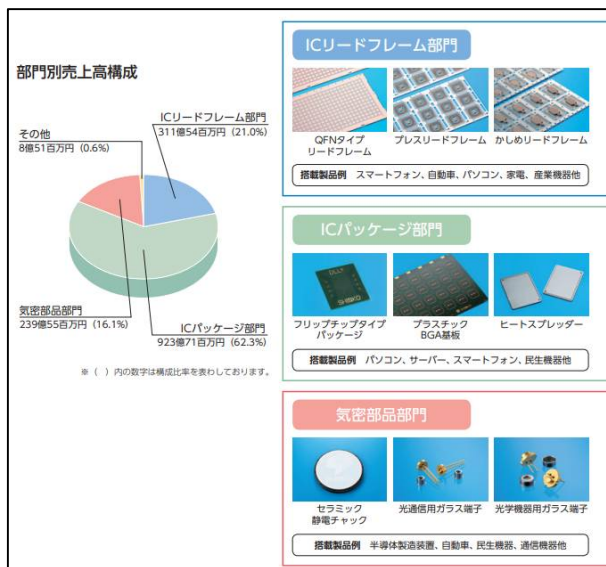 部門別売上高構成
ICリードフレーム部門
311億54百万円（21.0%）
その他
8億51百万円（0.6%）
気密部品部門
239億55百万円（16.1%）
ICパッケージ部門
923億71百万円（62.3%）
※（ ）内の数字は構成比率を表わしております。
ICリードフレーム部門
QFNタイプ
リードフレーム
プレスリードフレーム
かしめリードフレーム
搭載製品例 スマートフォン、自動車、パソコン、家電、産業機器他
ICパッケージ部門
SHINKO
フリップチップタイプ
パッケージ
プラスチック
BGA基板
ヒートスプレッダー
搭載製品例 パソコン、サーバー、スマートフォン、民生機器他
気密部品部門
セラミック
静電チャック
光通信用ガラス端子
光学機器用ガラス端子
搭載製品例 半導体製造装置、自動車、民生機器、通信機器他